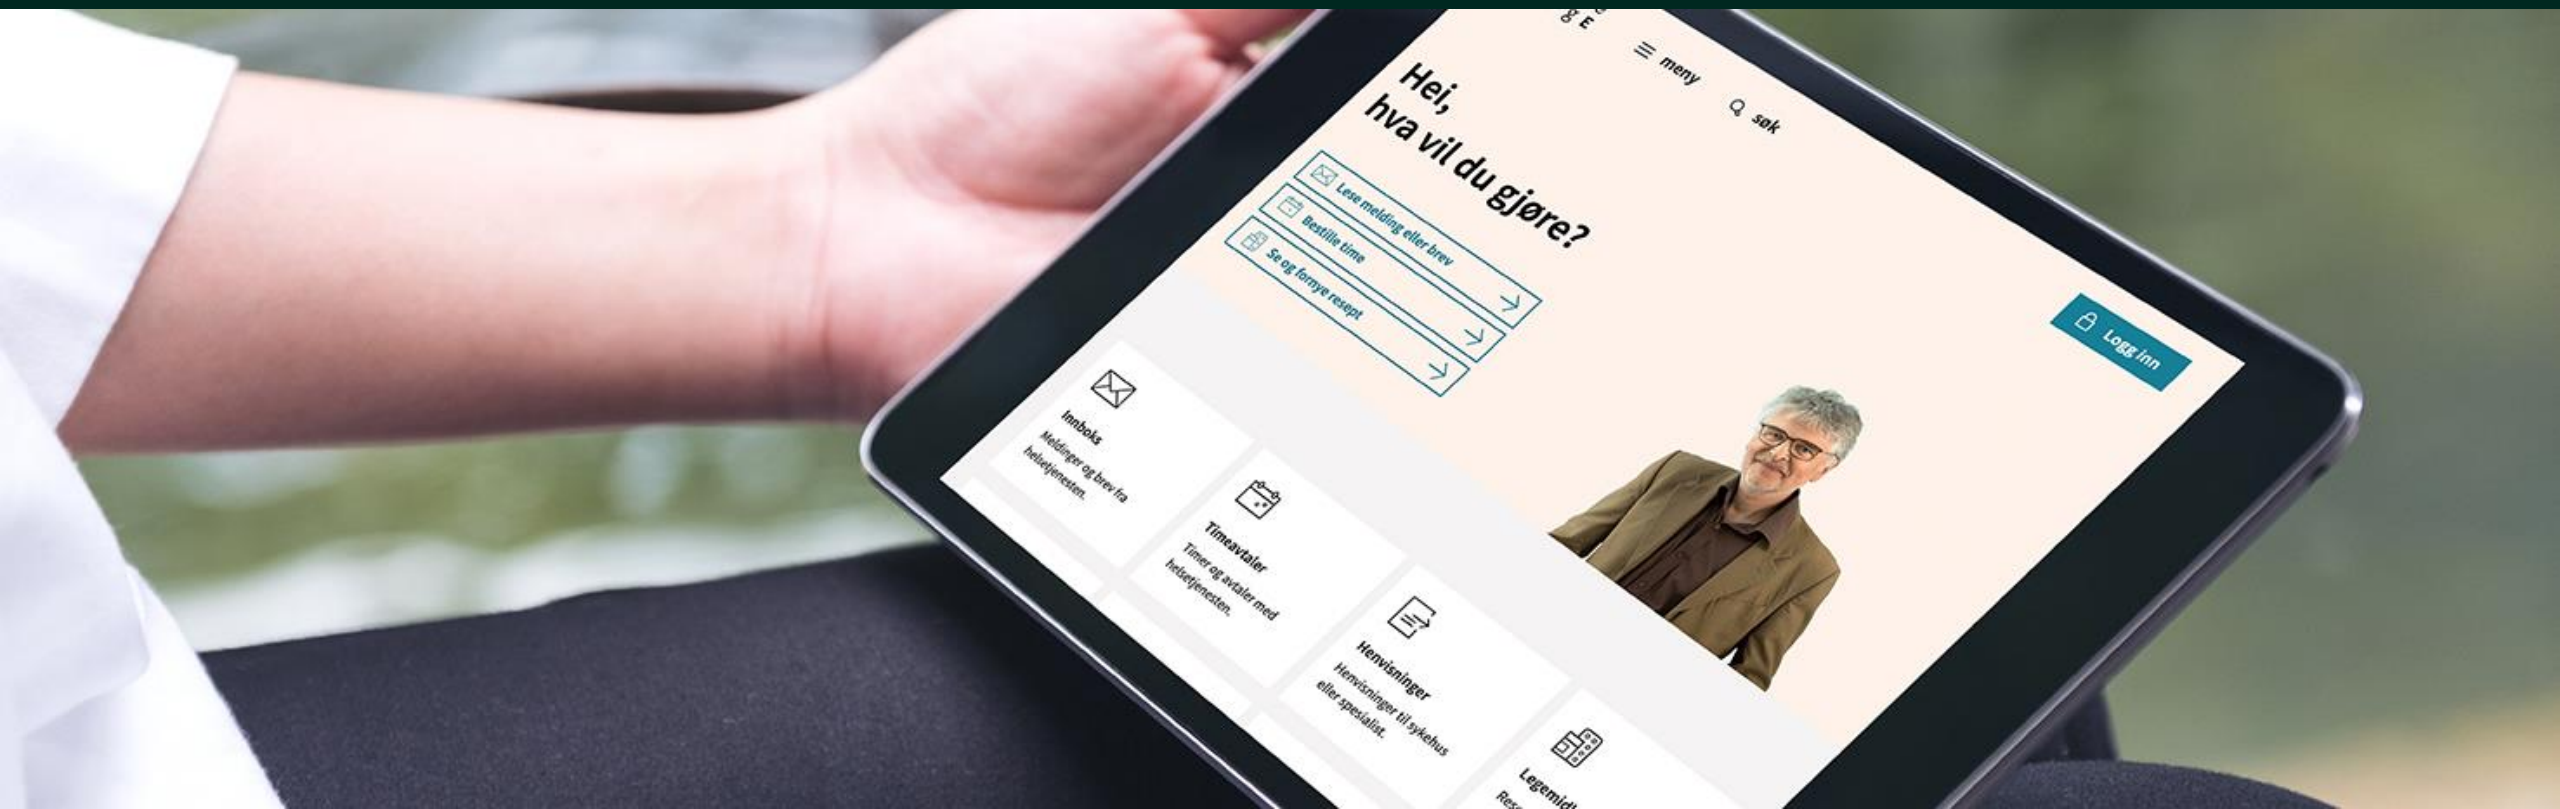 meny
søk
Logg inn
Hei,
hva vil du gjøre?
Lese melding eller brev
Bestille time
Se og fornye resept
Innboks
Meldinger og brev fra
helsetjenesten.
Timeavtaler
Timer og avtaler med
helsetjenesten.
Henvisninger
Henvisninger til sykehus
eller spesialist.